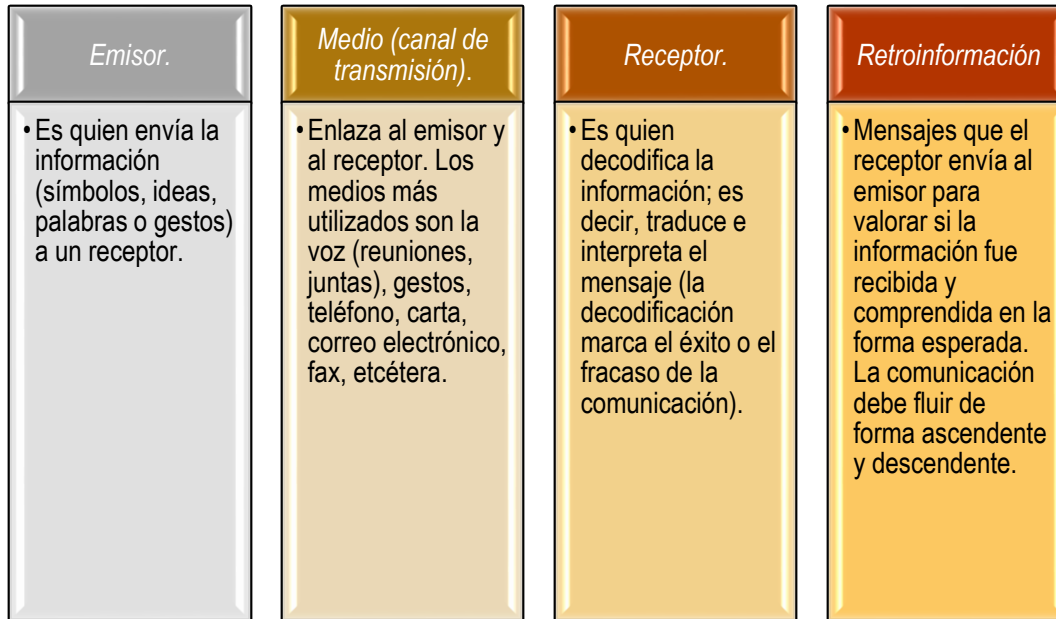 Emisor.
• Es quien envía la
información
(símbolos, ideas,
palabras o gestos)
a un receptor.
Medio (canal de
transmisión).
• Enlaza al emisor y
al receptor. Los
medios más
utilizados son la
voz (reuniones,
juntas), gestos,
teléfono, carta,
correo electrónico,
fax, etcétera.
Receptor.
• Es quien
decodifica la
información; es
decir, traduce e
interpreta el
mensaje (la
decodificación
marca el éxito o el
fracaso de la
comunicación).
Retroinformación
• Mensajes que el
receptor envía al
emisor para
valorar si la
información fue
recibida y
comprendida en la
forma esperada.
La comunicación
debe fluir de
forma ascendente
y descendente.